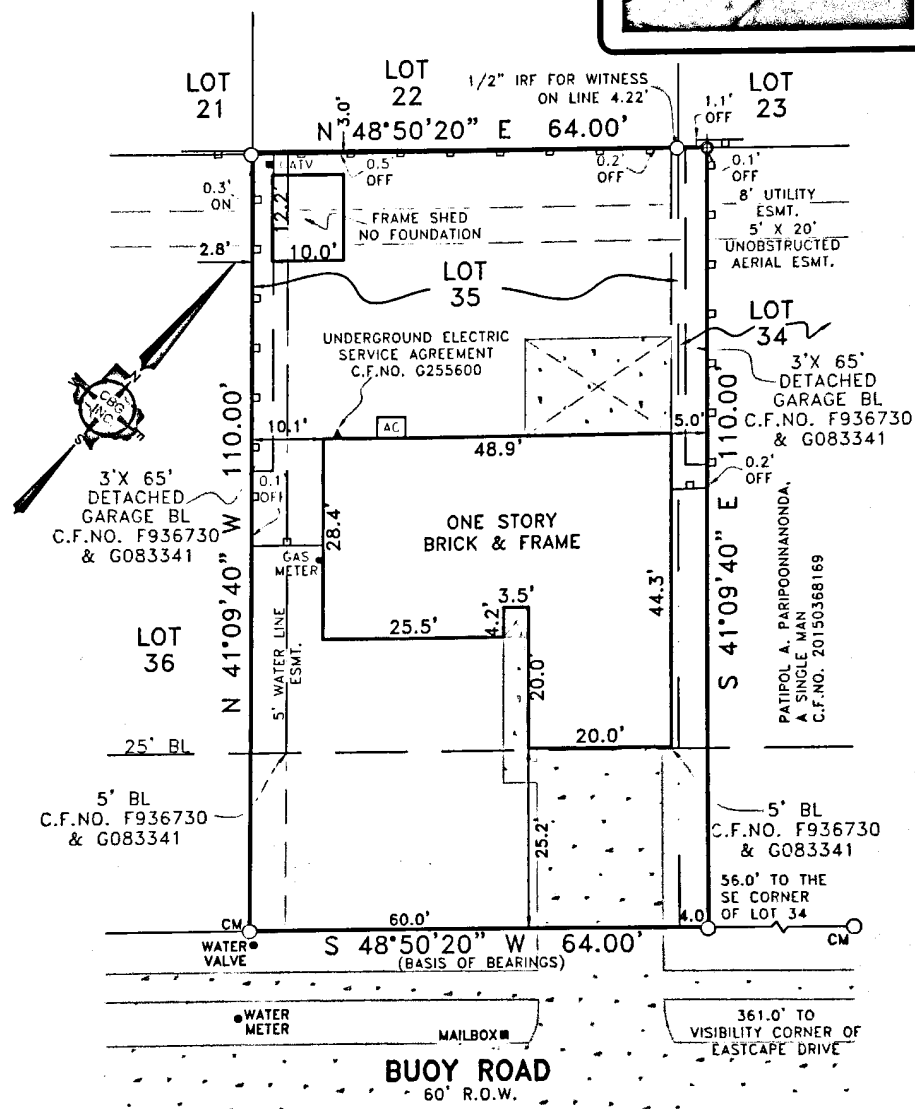 LOT
21
LOT
22
1/2" IRF FOR WITNESS
ON LINE 4.22'
LOT
23
1.1'
OFF
N 48°50'20" E 64.00'
3.0'
CATV
0.5'
OFF
0.2'
OFF
0.1'
OFF
0.3'
ON
12.2'
FRAME SHED
NO FOUNDATION
8' UTILITY
ESMT.
5' X 20'
UNOBSTRUCTED
AERIAL ESMT.
2.8'
10.0'
LOT
35
LOT
34
UNDERGROUND ELECTRIC
SERVICE AGREEMENT
C.F.NO. G255600
3'X 65'
DETACHED
GARAGE BL
C.F.NO. F936730
& G083341
N
E
S
CBG
INC.
110.00'
10.1'
AC
48.9'
5.0'
110.00'
0.2'
OFF
3'X 65'
DETACHED
GARAGE BL
C.F.NO. F936730
& G083341
0.1'
OFF
28.4'
ONE STORY
BRICK & FRAME
GAS
METER
44.3'
3.5'
4.2'
25.5'
20.0'
N 41°09'40" W
S 41°09'40" E
PATIPOL A. PARIPOONNANONDA,
A SINGLE MAN
C.F.NO. 20150368169
LOT
36
5' WATER LINE
ESMT.
25' BL
20.0'
5' BL
C.F.NO. F936730
& G083341
25.2'
5' BL
C.F.NO. F936730
& G083341
56.0' TO THE
SE CORNER
OF LOT 34
CM
60.0'
4.0'
CM
WATER
VALVE
S 48°50'20" W 64.00'
(BASIS OF BEARINGS)
WATER
METER
MAILBOX
361.0' TO
VISIBILITY CORNER OF
EASTCAPE DRIVE
BUOY ROAD
60' R.O.W.